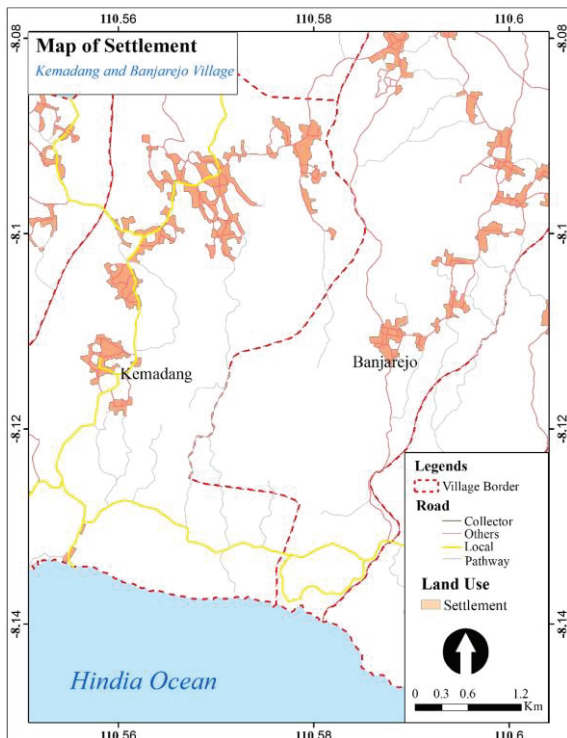 110.56 110.58 110.6
-8.08 -8.08
Map of Settlement
Kemadang and Banjarejo Village
-8.1 -8.1
Kemadang
Banjarejo
-8.12 -8.12
Legends
Village Border
Road
Collector
Others
Local
Pathway
Land Use
Settlement
-8.14 -8.14
Hindia Ocean
0 0.3 0.6 1.2
Km
110.56 110.58 110.6